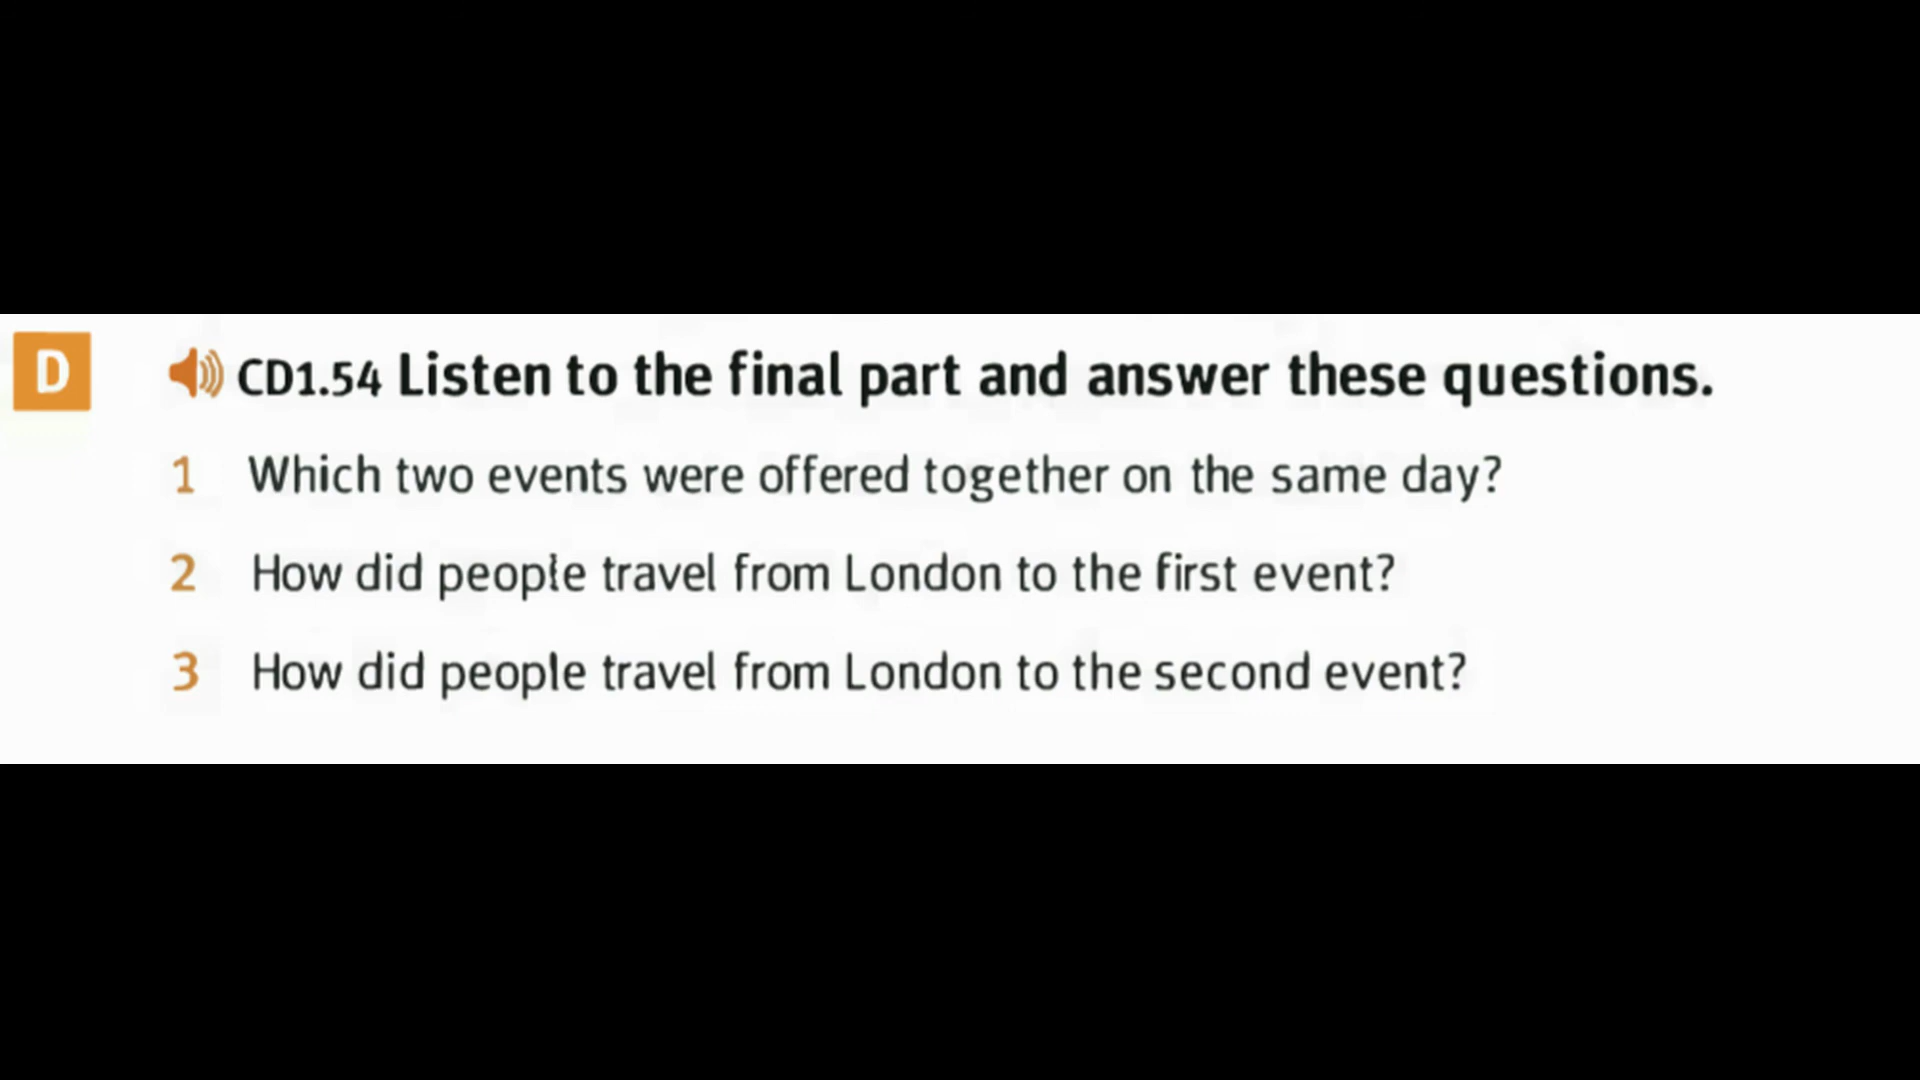 D CD1.54 Listen to the final part and answer these questions.
1 Which two events were offered together on the same day?
2 How did people travel from London to the first event?
3 How did people travel from London to the second event?